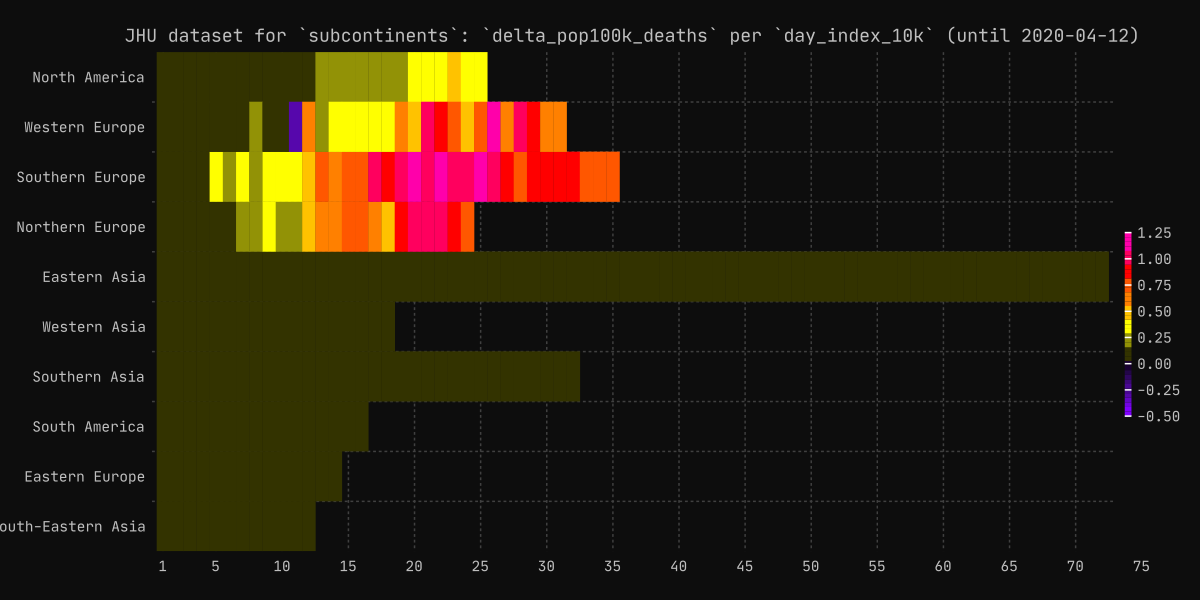 JHU dataset for `subcontinents`: `delta_pop100k_deaths` per `day_index_10k` (until 2020-04-12)
North America
Western Europe
Southern Europe
Northern Europe
Eastern Asia
Western Asia
Southern Asia
South America
Eastern Europe
outh-Eastern Asia
1 5 10 15 20 25 30 35 40 45 50 55 60 65 70 75
1.25
1.00
0.75
0.50
0.25
0.00
-0.25
-0.50